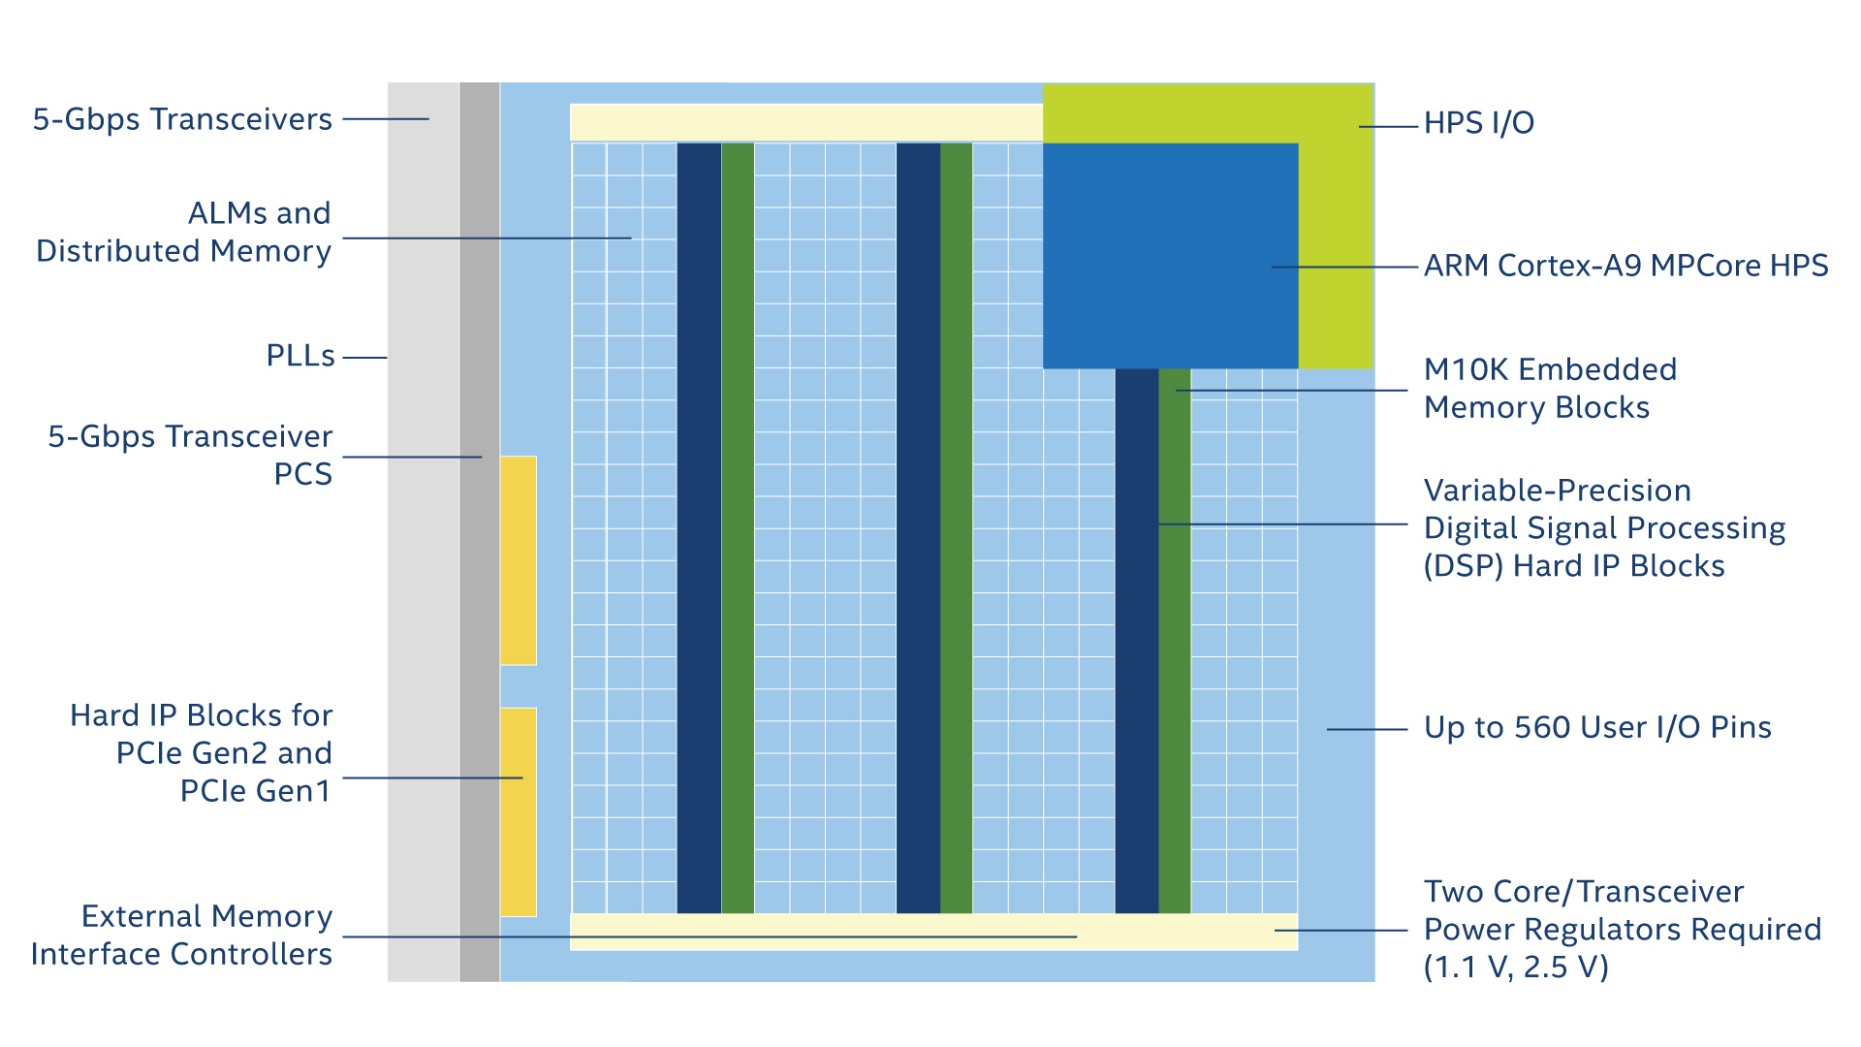 5-Gbps Transceivers
ALMs and
Distributed Memory
PLLs
5-Gbps Transceiver
PCS
Hard IP Blocks for
PCIe Gen2 and
PCIe Gen1
External Memory
Interface Controllers
HPS I/O
ARM Cortex-A9 MPCore HPS
M10K Embedded
Memory Blocks
Variable-Precision
Digital Signal Processing
(DSP) Hard IP Blocks
Up to 560 User I/O Pins
Two Core/Transceiver
Power Regulators Required
(1.1 V, 2.5 V)